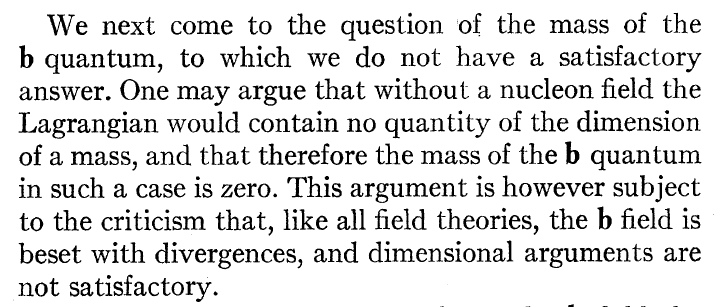 We next come to the question of the mass of the
b quantum, to which we do not have a satisfactory
answer. One may argue that without a nucleon field the
Lagrangian would contain no quantity of the dimension
of a mass, and that therefore the mass of the b quantum
in such a case is zero. This argument is however subject
to the criticism that, like all field theories, the b field is
beset with divergences, and dimensional arguments are
not satisfactory.